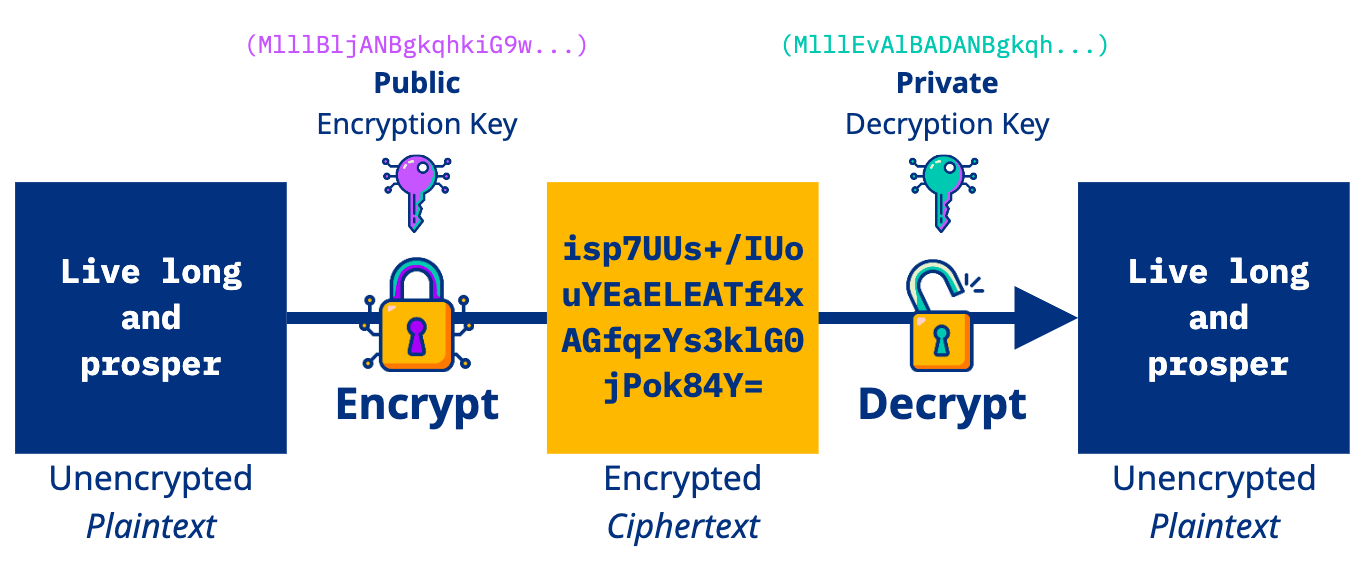 (MlllBljANBgkqhkiG9w...)
Public
Encryption Key
(MlllEvAlBADANBgkqh...)
Private
Decryption Key
Live long
and
prosper
Encrypt
isp7UUs+/IUo
uYEaELEATf4x
AGfqzYs3klG0
jPok84Y=
Decrypt
Live long
and
prosper
Unencrypted
Plaintext
Encrypted
Ciphertext
Unencrypted
Plaintext